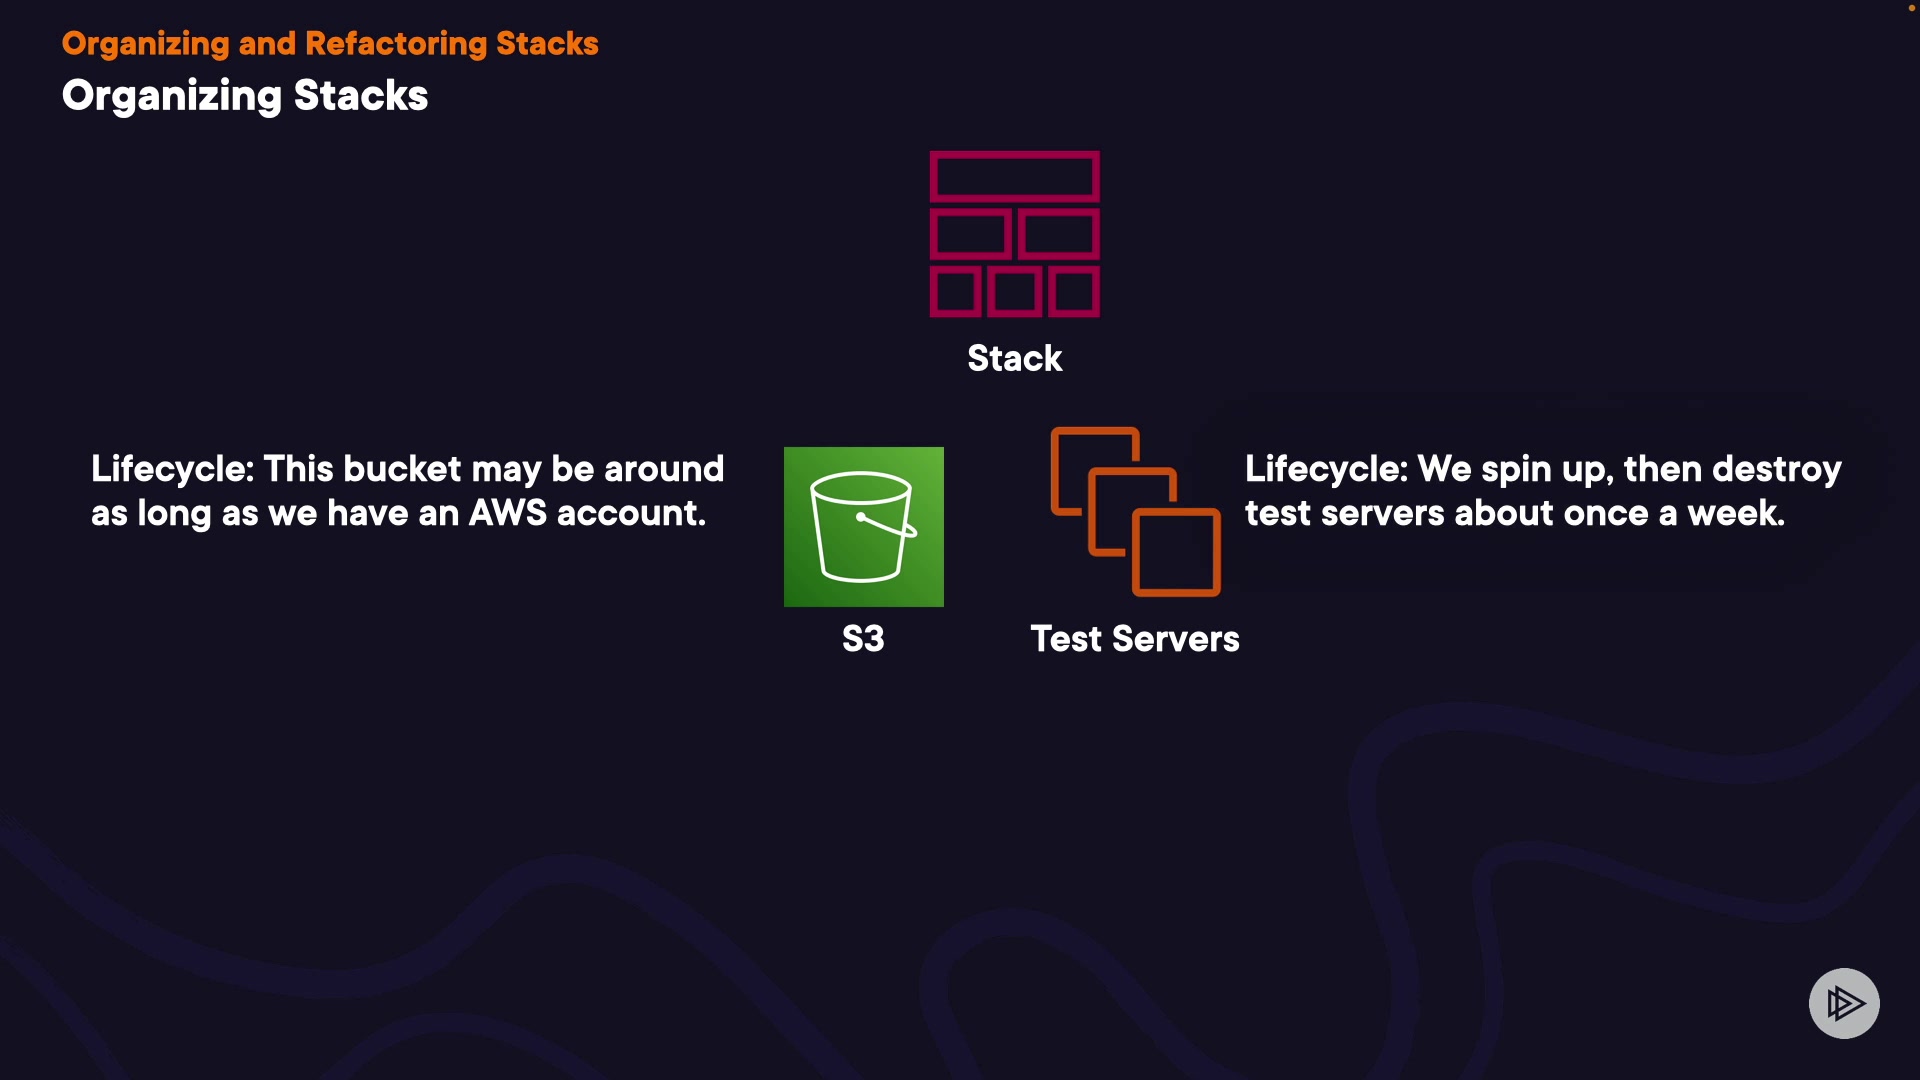 Organizing and Refactoring Stacks
Organizing Stacks
Stack
Lifecycle: This bucket may be around
as long as we have an AWS account.
Lifecycle: We spin up, then destroy
test servers about once a week.
S3
Test Servers